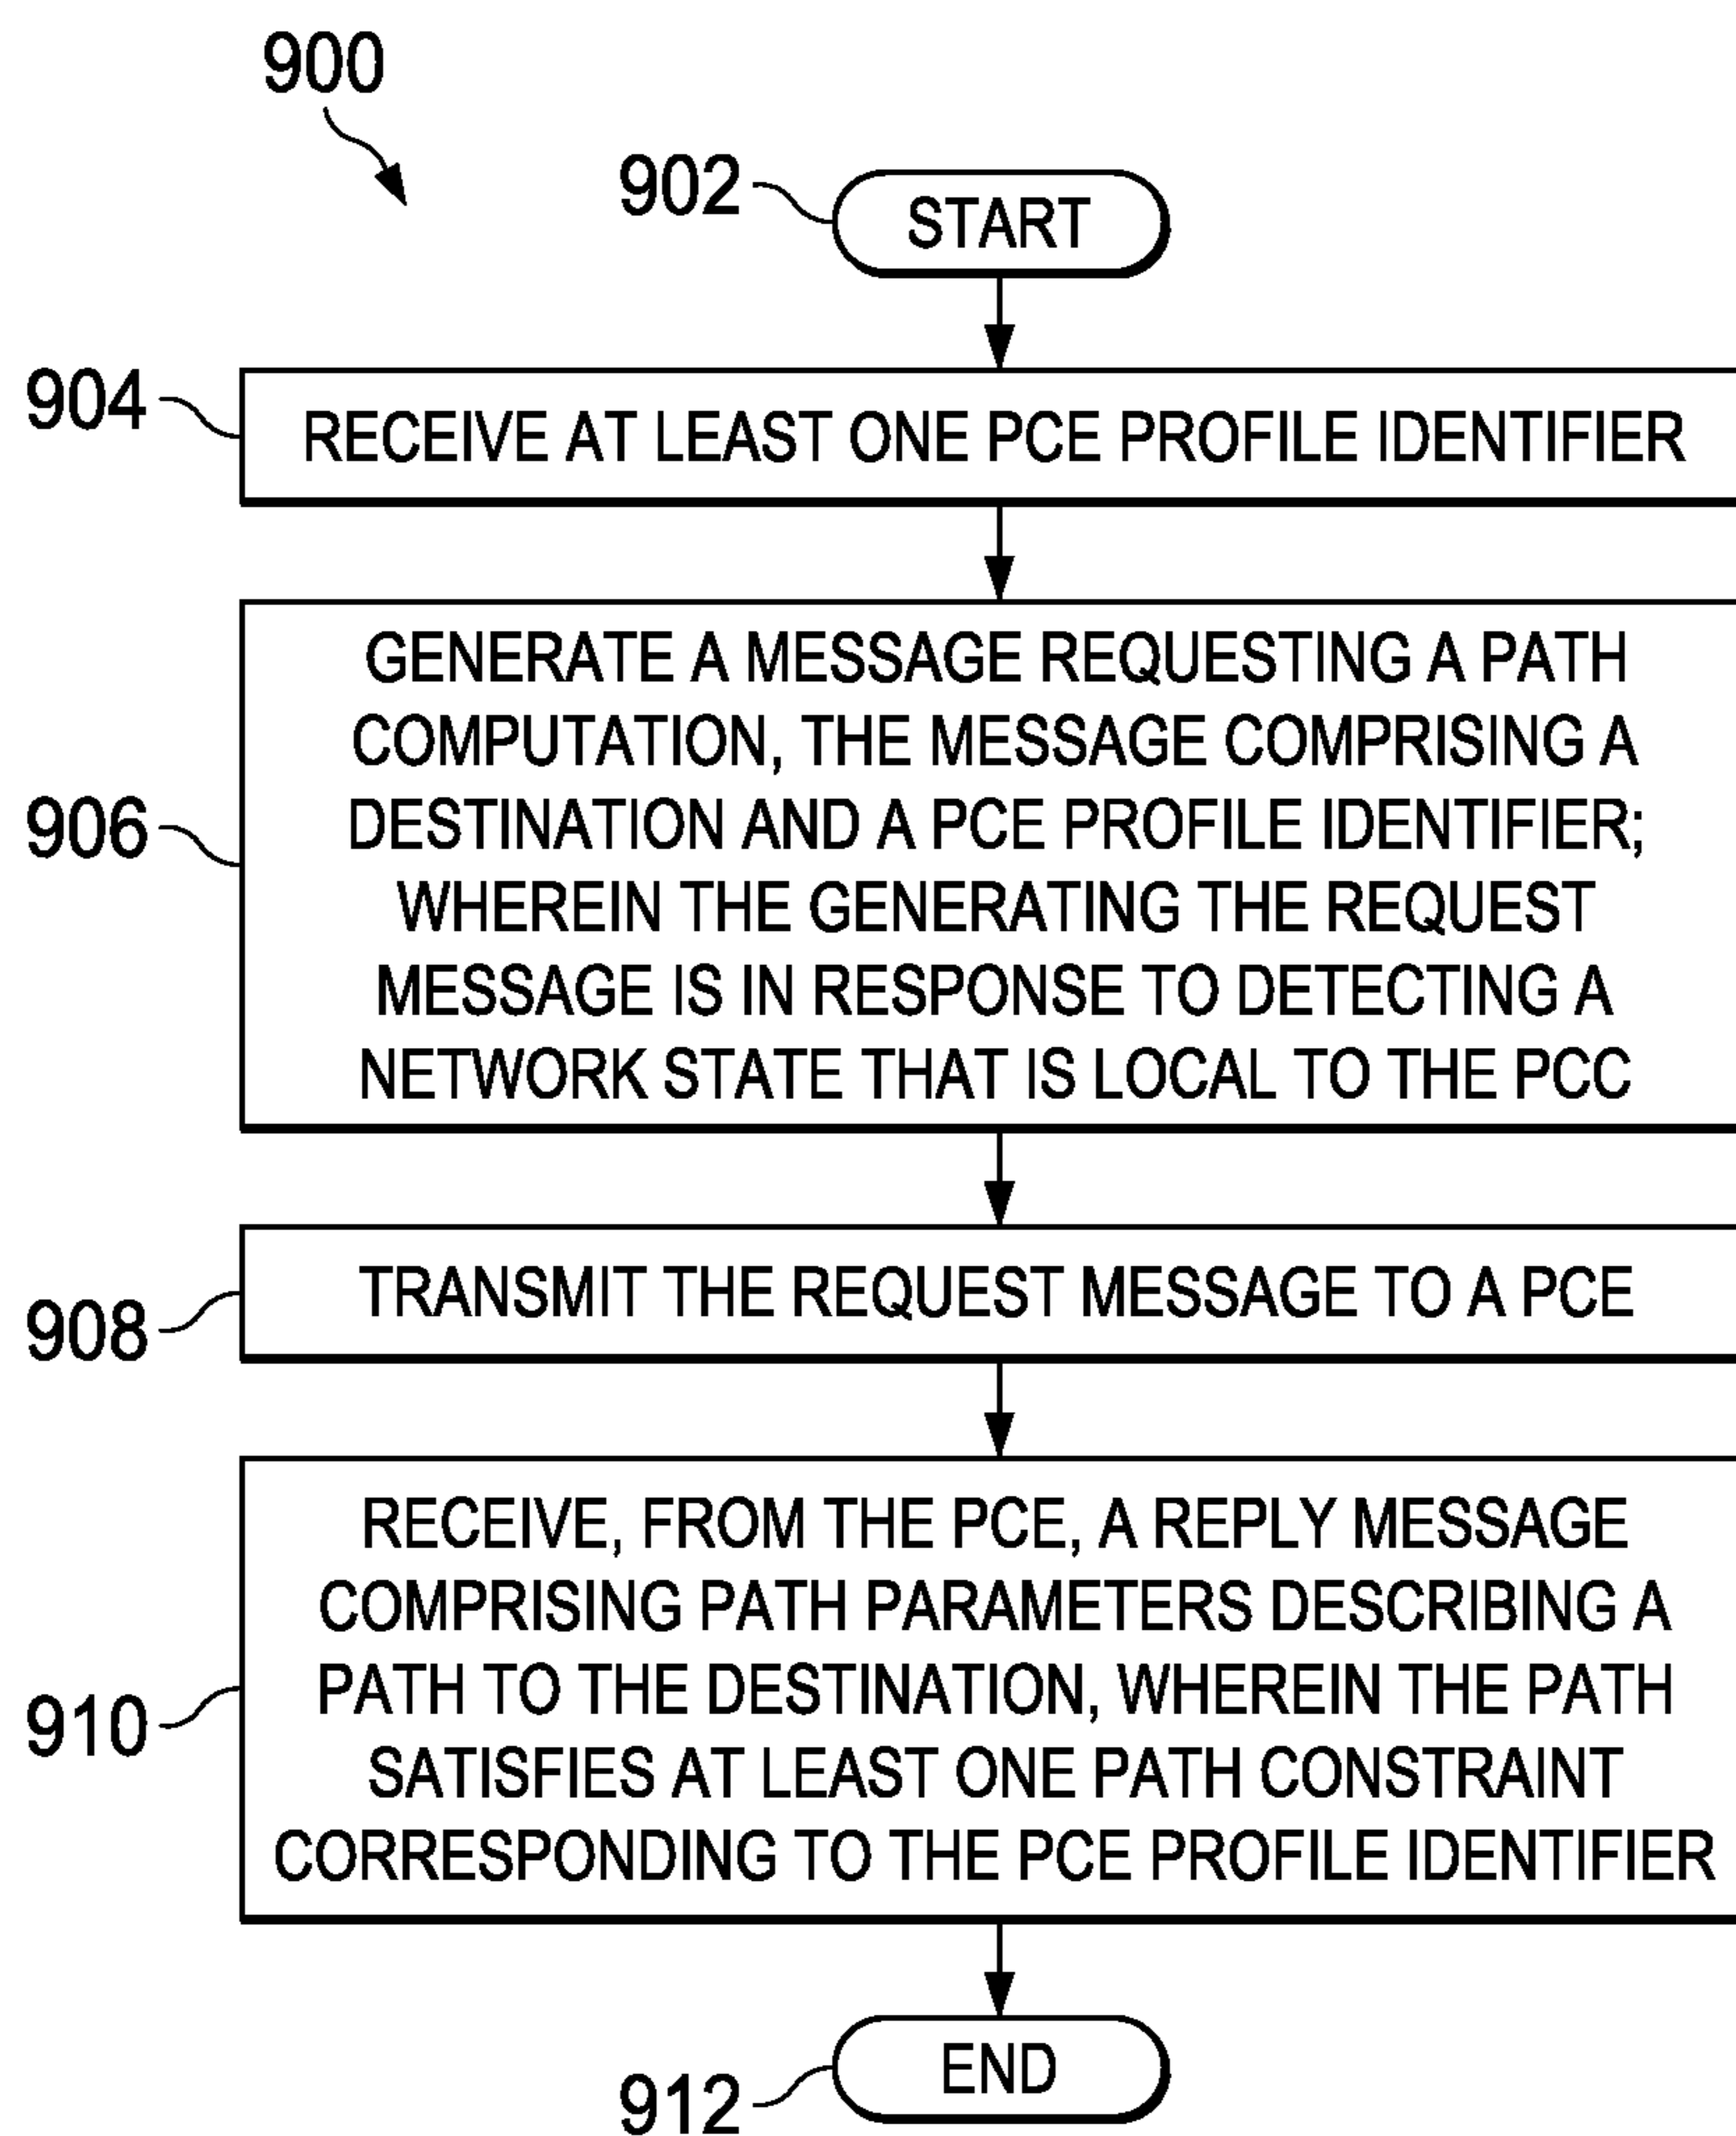 900
902
START
904
RECEIVE AT LEAST ONE PCE PROFILE IDENTIFIER
906
GENERATE A MESSAGE REQUESTING A PATH
COMPUTATION, THE MESSAGE COMPRISING A
DESTINATION AND A PCE PROFILE IDENTIFIER;
WHEREIN THE GENERATING THE REQUEST
MESSAGE IS IN RESPONSE TO DETECTING A
NETWORK STATE THAT IS LOCAL TO THE PCC
908
TRANSMIT THE REQUEST MESSAGE TO A PCE
910
RECEIVE, FROM THE PCE, A REPLY MESSAGE
COMPRISING PATH PARAMETERS DESCRIBING A
PATH TO THE DESTINATION, WHEREIN THE PATH
SATISFIES AT LEAST ONE PATH CONSTRAINT
CORRESPONDING TO THE PCE PROFILE IDENTIFIER
912
END